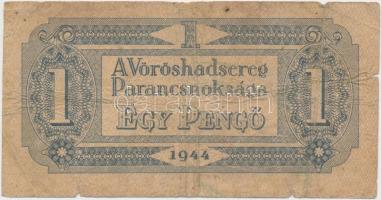 1
A Vöröshadsereg
Parancsnoksága
1 EGY PENGŐ 1
1944